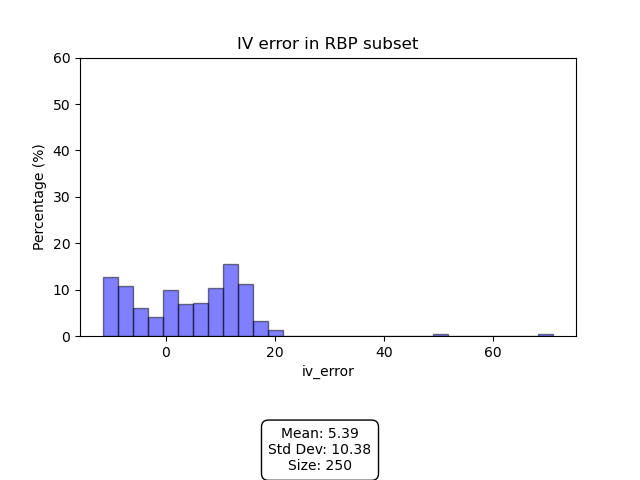 IV error in RBP subset
60
50
40
30
20
10
0
Percentage (%)
0 20 40 60
iv_error
Mean: 5.39
Std Dev: 10.38
Size: 250